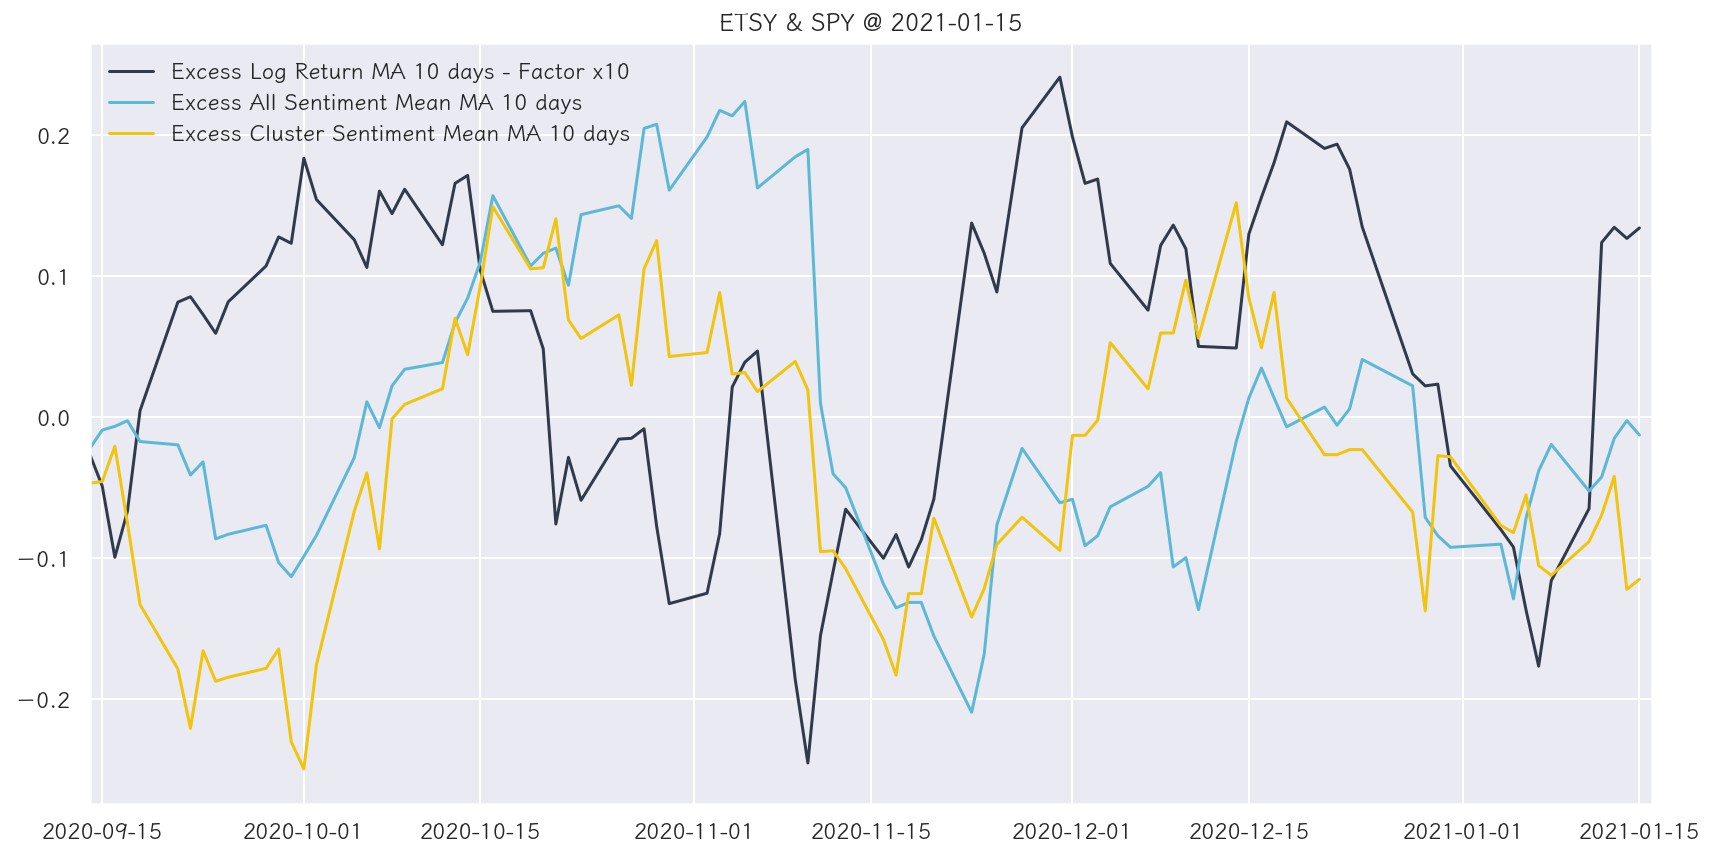 ETSY & SPY @ 2021-01-15
Excess Log Return MA 10 days - Factor x10
Excess All Sentiment Mean MA 10 days
Excess Cluster Sentiment Mean MA 10 days
0.2
0.1
0.0
−0.1
−0.2
2020-09-15 2020-10-01 2020-10-15 2020-11-01 2020-11-15 2020-12-01 2020-12-15 2021-01-01 2021-01-15